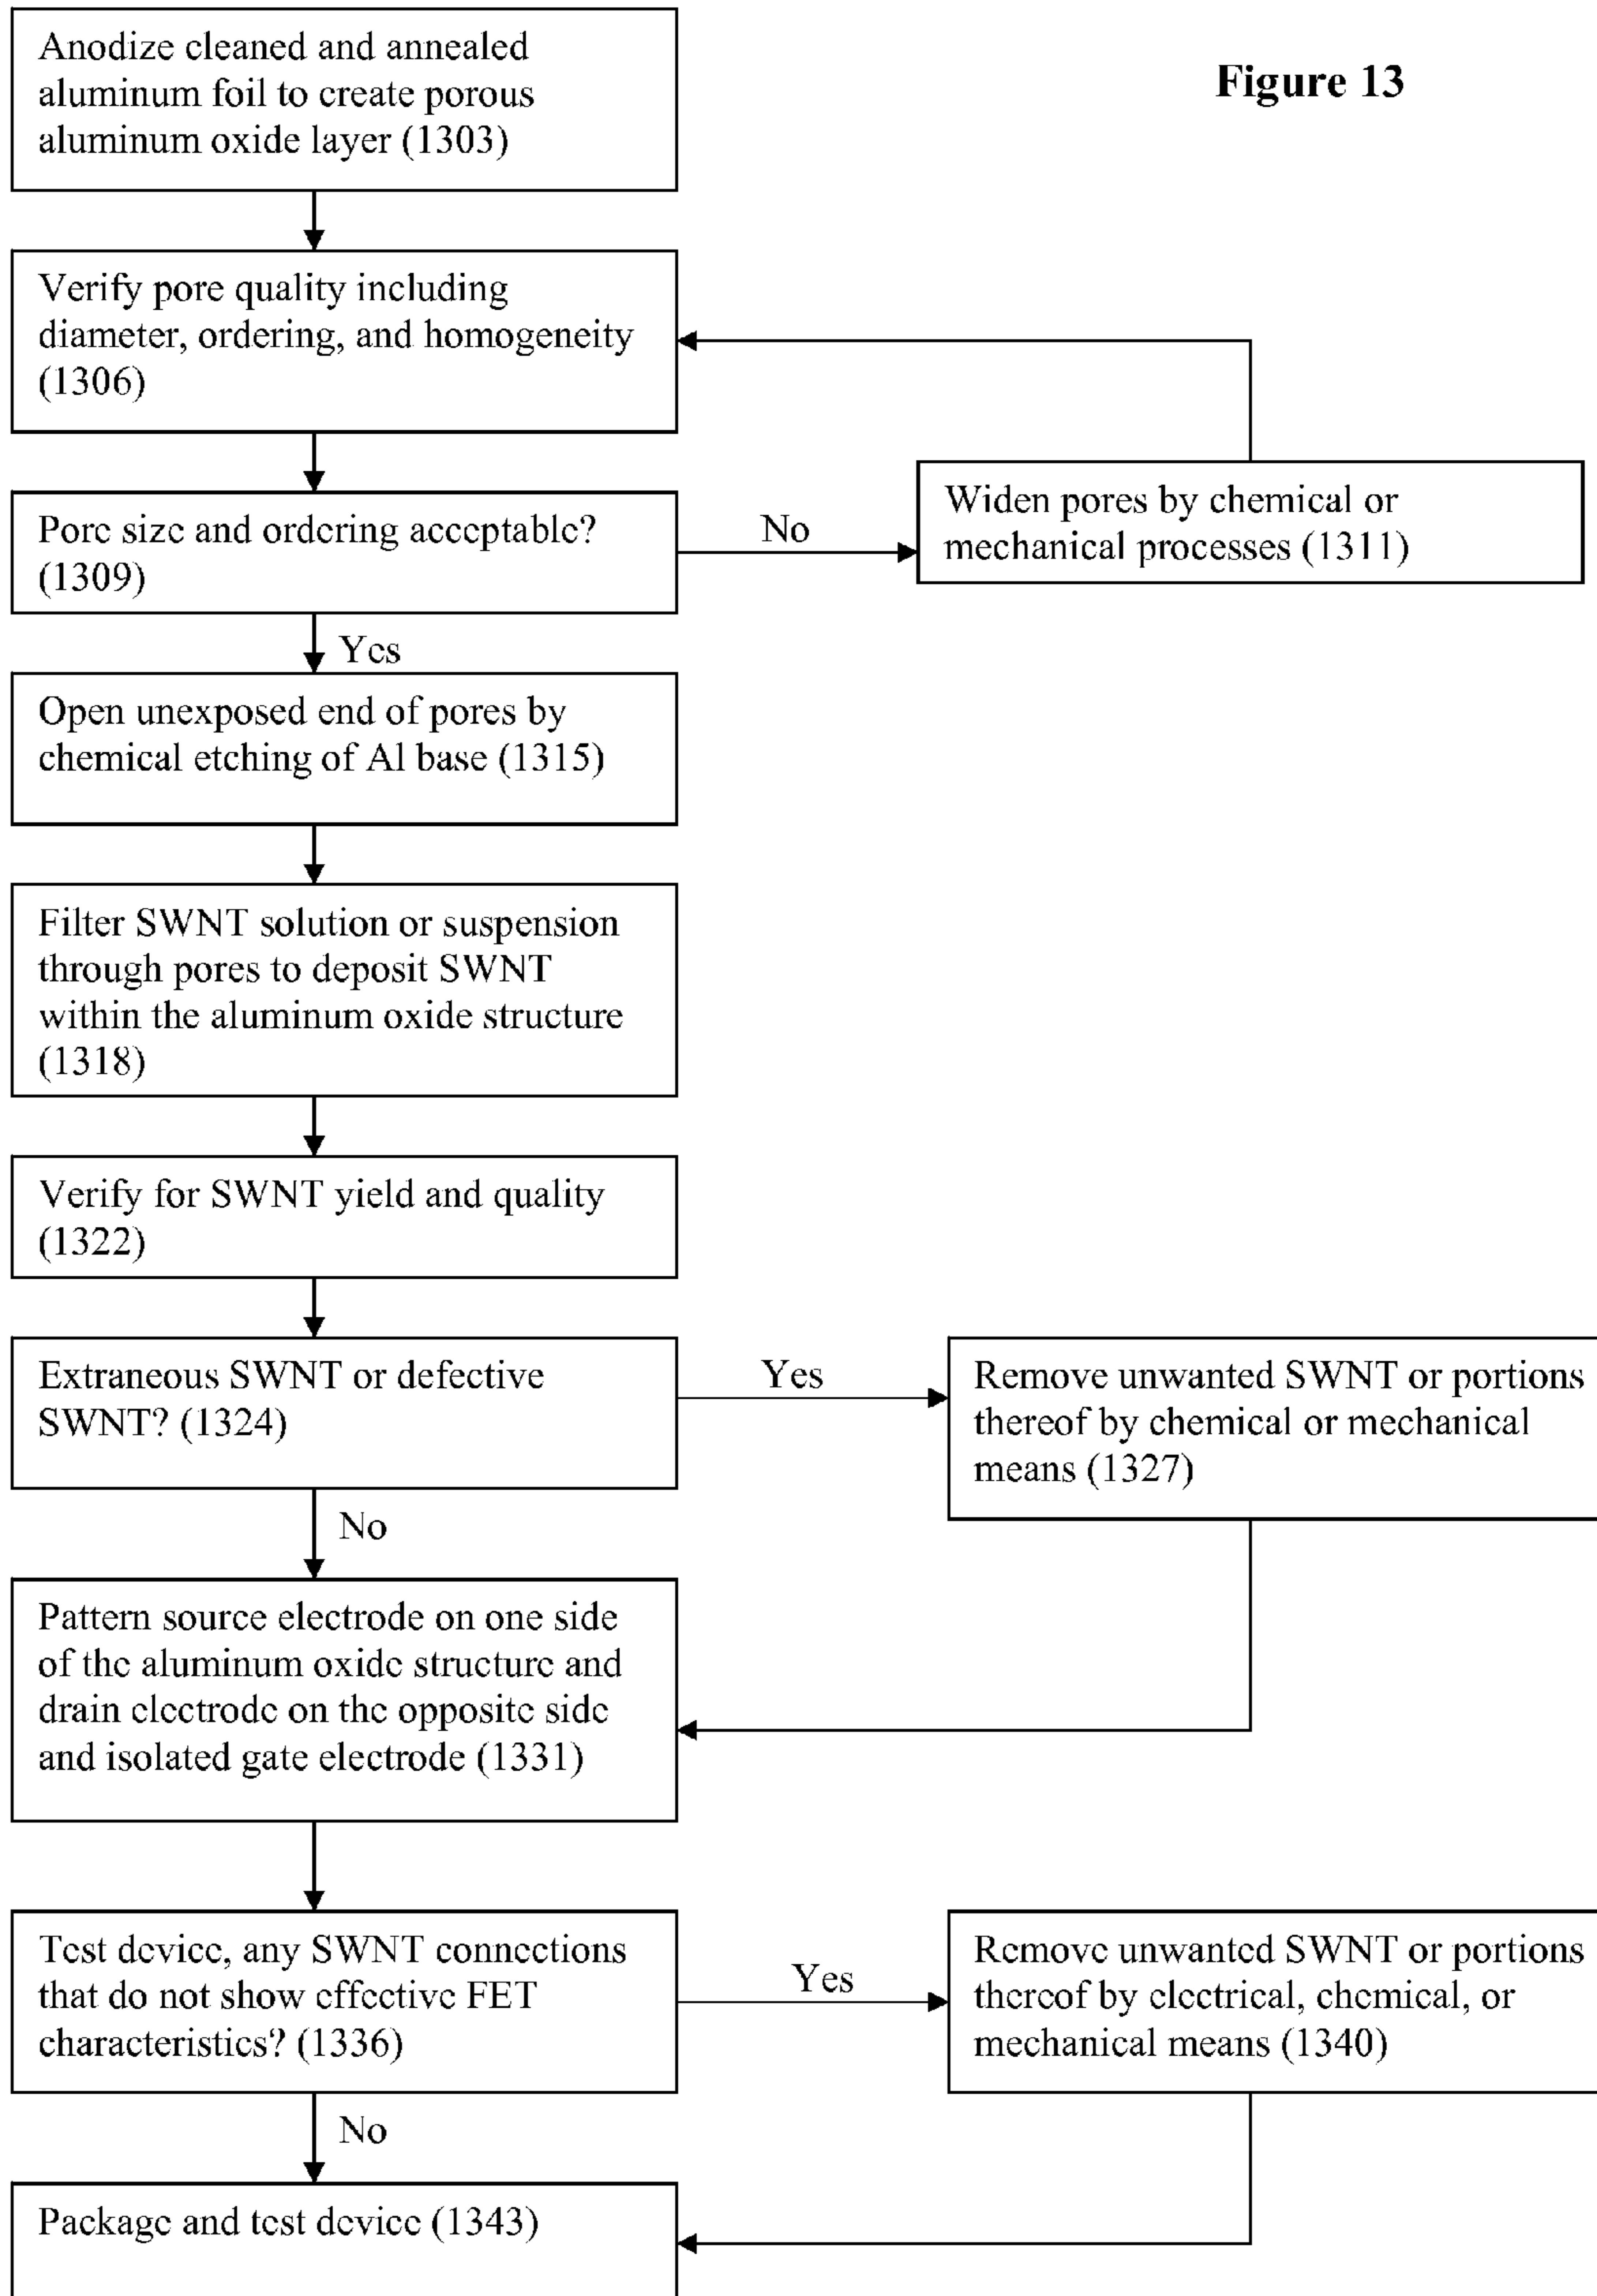 Figure 13
Anodize cleaned and annealed
aluminum foil to create porous
aluminum oxide layer (1303)
Verify pore quality including
diameter, ordering, and homogeneity
(1306)
Pore size and ordering acceptable?
(1309)
No
Widen pores by chemical or
mechanical processes (1311)
Yes
Open unexposed end of pores by
chemical etching of Al base (1315)
Filter SWNT solution or suspension
through pores to deposit SWNT
within the aluminum oxide structure
(1318)
Verify for SWNT yield and quality
(1322)
Extraneous SWNT or defective
SWNT? (1324)
Yes
Remove unwanted SWNT or portions
thereof by chemical or mechanical
means (1327)
No
Pattern source electrode on one side
of the aluminum oxide structure and
drain electrode on the opposite side
and isolated gate electrode (1331)
Test device, any SWNT connections
that do not show effective FET
characteristics? (1336)
Yes
Remove unwanted SWNT or portions
thereof by electrical, chemical, or
mechanical means (1340)
No
Package and test device (1343)